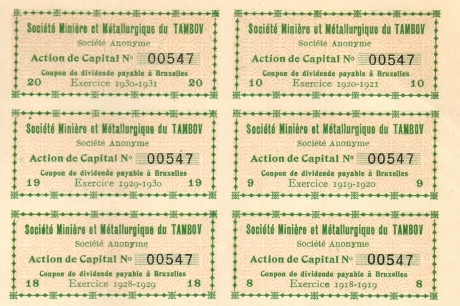 Société Minière et Métallurgique du TAMBOV
Société Anonyme
Action de Capital No 00547
Coupon de dividende payable à Bruxelles
20 Exercice 1930-1931 20
Société Minière et Métallurgique du TAMBOV
Société Anonyme
Action de Capital No 00547
Coupon de dividende payable à Bruxelles
10 Exercice 1920-1921 10
Société Minière et Métallurgique du TAMBOV
Société Anonyme
Action de Capital No 00547
Coupon de dividende payable à Bruxelles
19 Exercice 1929-1930 19
Société Minière et Métallurgique du TAMBOV
Société Anonyme
Action de Capital No 00547
Coupon de dividende payable à Bruxelles
9 Exercice 1919-1920 9
Société Minière et Métallurgique du TAMBOV
Société Anonyme
Action de Capital No 00547
Coupon de dividende payable à Bruxelles
18 Exercice 1928-1929 18
Société Minière et Métallurgique du TAMBOV
Société Anonyme
Action de Capital No 00547
Coupon de dividende payable à Bruxelles
8 Exercice 1918-1919 8